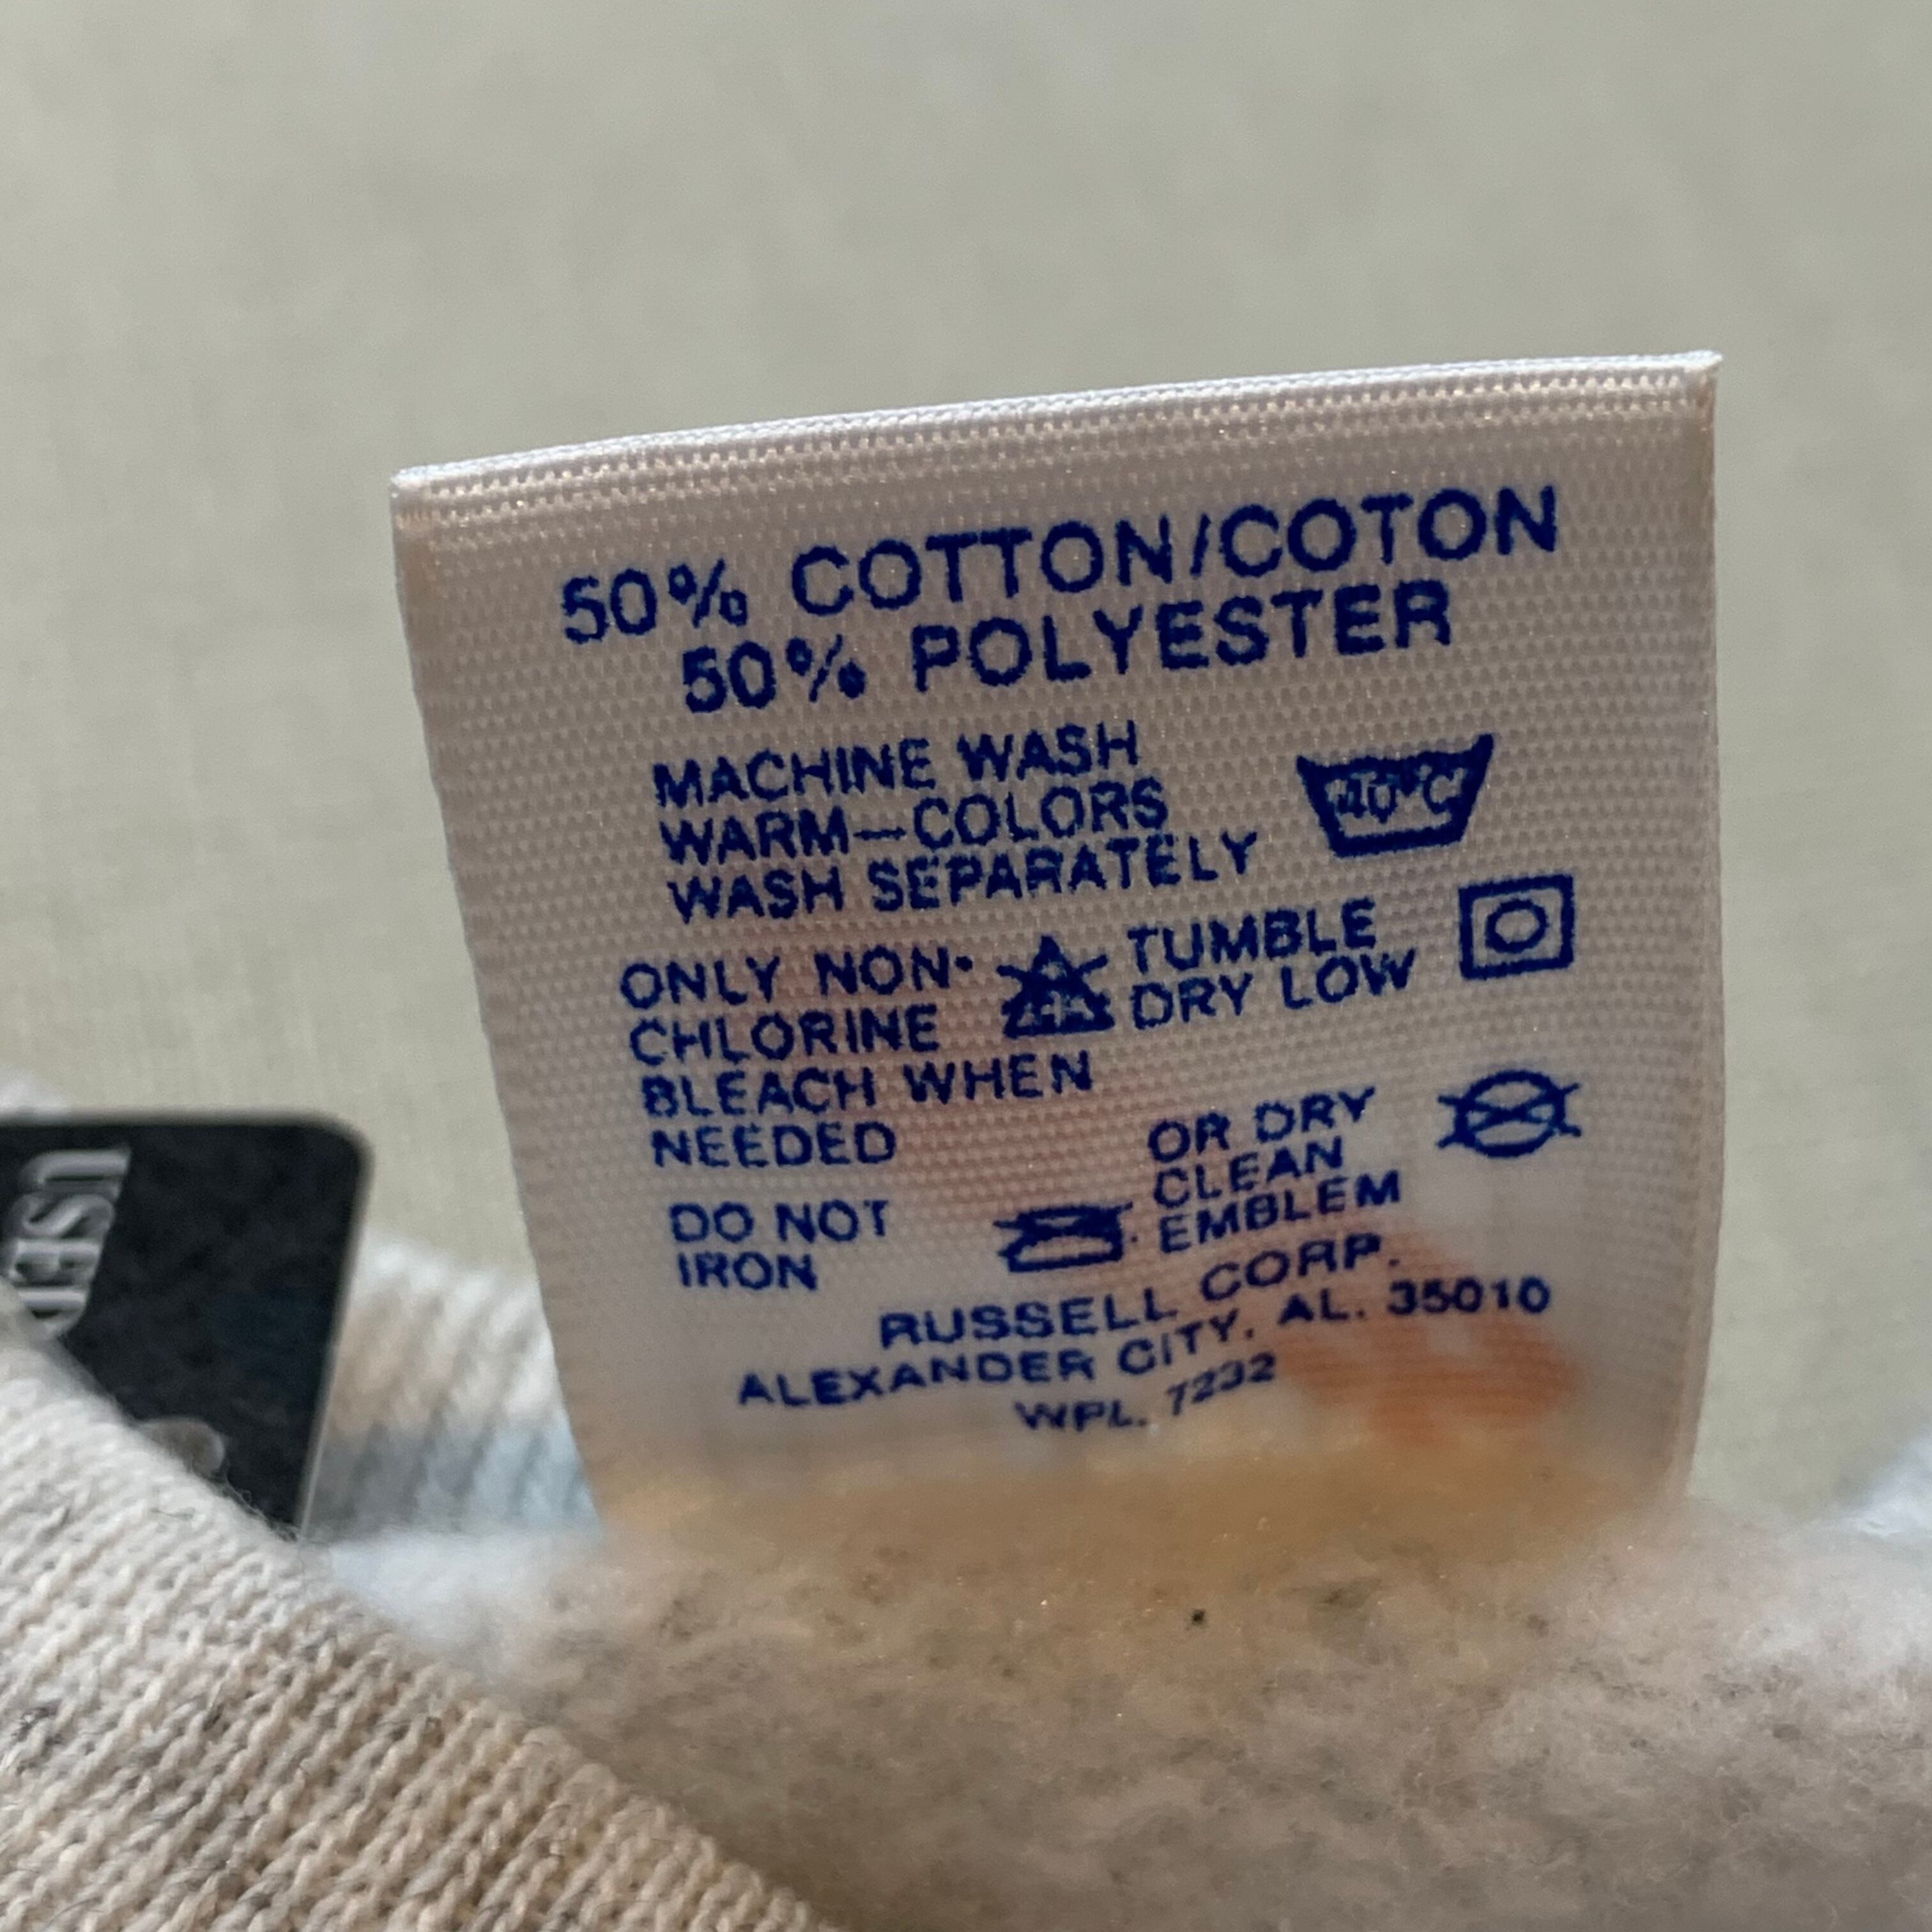 50% COTTON/COTON
50% POLYESTER
MACHINE WASH
WARM—COLORS
WASH SEPARATELY
40°C
ONLY NON-
CHLORINE
BLEACH WHEN
NEEDED
TUMBLE
DRY LOW
DO NOT
IRON
OR DRY
CLEAN
EMBLEM
RUSSELL CORP.
ALEXANDER CITY, AL. 35010
WPL. 7232